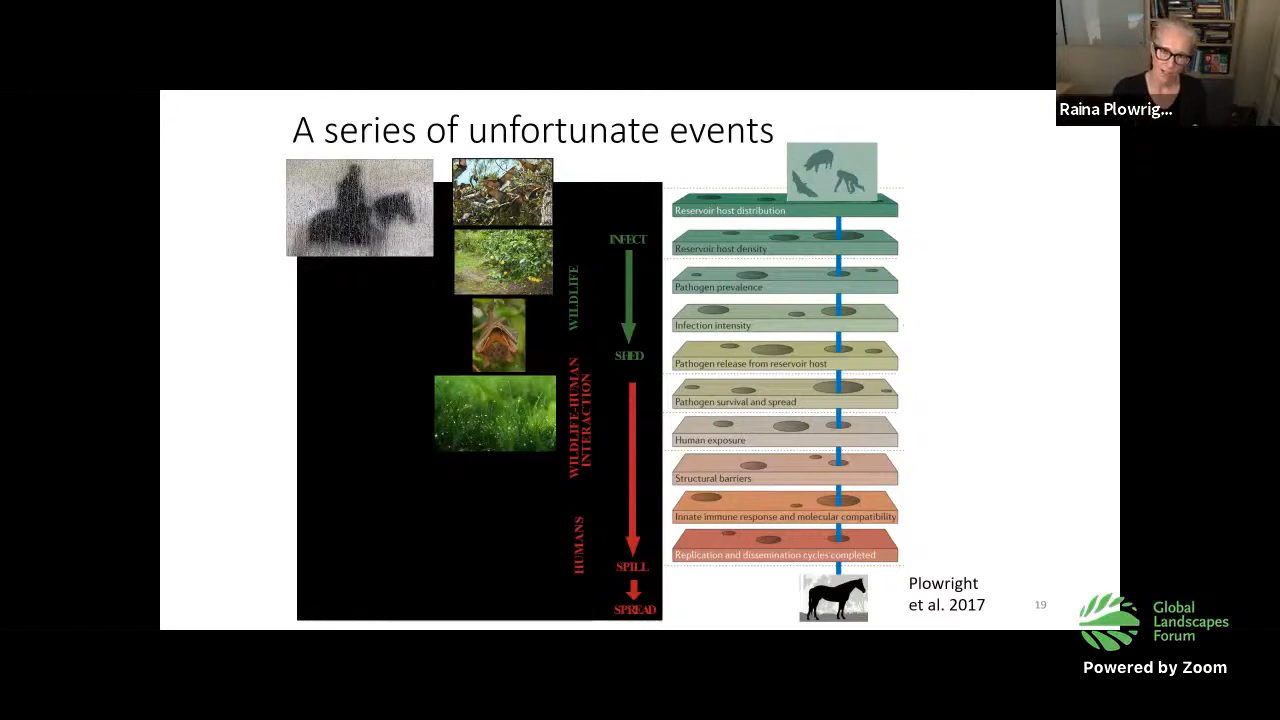 Raina Plowrig...
A series of unfortunate events
INFECT
WILDLIFE
SHED
WILDLIFE-HUMAN
INTERACTION
HUMANS
SPILL
SPREAD
Reservoir host distribution
Reservoir host density
Pathogen prevalence
Infection intensity
Pathogen release from reservoir host
Pathogen survival and spread
Human exposure
Structural barriers
Innate immune response and molecular compatibility
Replication and dissemination cycles completed
Plowright
et al. 2017
19
Global
Landscapes
Forum
Powered by Zoom